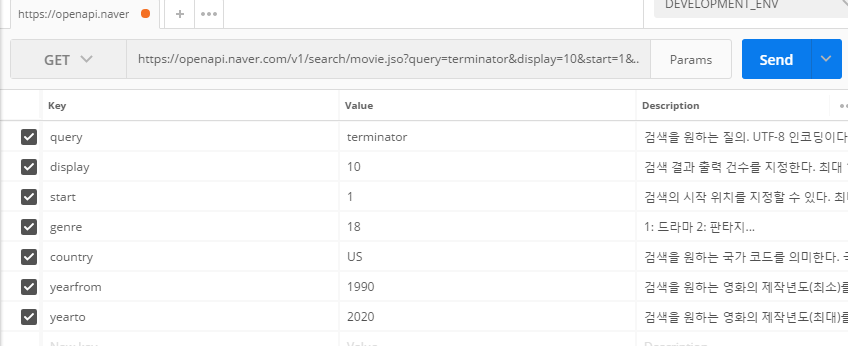 https://openapi.naver
DEVELOPMENT_ENV
GET https://openapi.naver.com/v1/search/movie.jso?query=terminator&display=10&start=1&.. Params Send
Key Value Description
query terminator 검색을 원하는 질의. UTF-8 인코딩이다
display 10 검색 결과 출력 건수를 지정한다. 최대
start 1 검색의 시작 위치를 지정할 수 있다. 최
genre 18 1: 드라마 2: 판타지...
country US 검색을 원하는 국가 코드를 의미한다.
yearfrom 1990 검색을 원하는 영화의 제작년도(최소)를
yearto 2020 검색을 원하는 영화의 제작년도(최대)를
New key Value Description